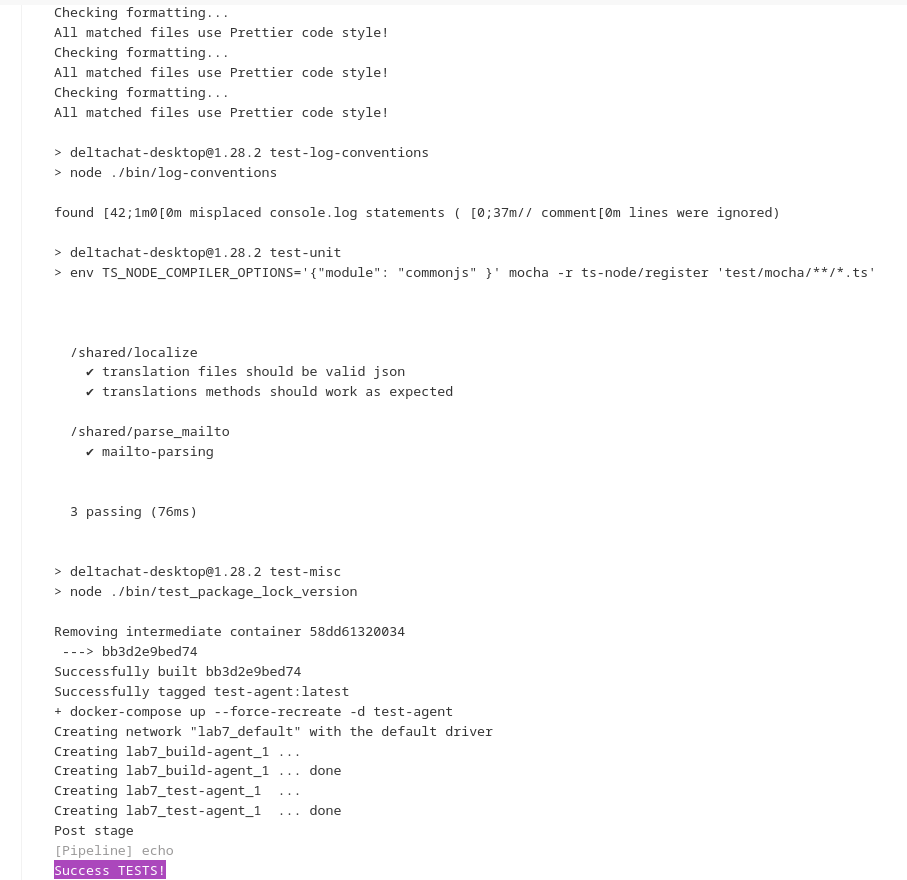 Checking formatting...
All matched files use Prettier code style!
Checking formatting...
All matched files use Prettier code style!
Checking formatting...
All matched files use Prettier code style!
> deltachat-desktop@1.28.2 test-log-conventions
> node ./bin/log-conventions
found [42;1m0[0m misplaced console.log statements ( [0;37m// comment[0m lines were ignored)
> deltachat-desktop@1.28.2 test-unit
> env TS_NODE_COMPILER_OPTIONS='{"module": "commonjs" }' mocha -r ts-node/register 'test/mocha/**/*.ts'
/shared/localize
✔ translation files should be valid json
✔ translations methods should work as expected
/shared/parse_mailto
✔ mailto-parsing
3 passing (76ms)
> deltachat-desktop@1.28.2 test-misc
> node ./bin/test_package_lock_version
Removing intermediate container 58dd61320034
---> bb3d2e9bed74
Successfully built bb3d2e9bed74
Successfully tagged test-agent:latest
+ docker-compose up --force-recreate -d test-agent
Creating network "lab7_default" with the default driver
Creating lab7_build-agent_1 ...
Creating lab7_build-agent_1 ... done
Creating lab7_test-agent_1  ...
Creating lab7_test-agent_1  ... done
Post stage
[Pipeline] echo
Success TESTS!